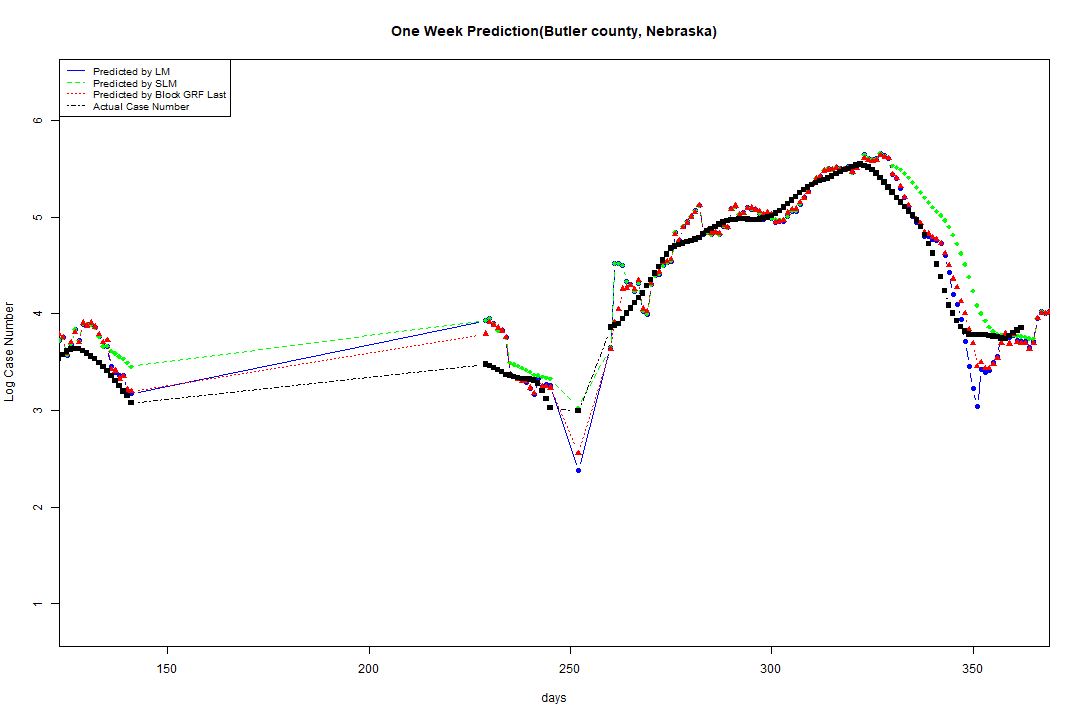 One Week Prediction(Butler county, Nebraska)
Predicted by LM
Predicted by SLM
Predicted by Block GRF Last
Actual Case Number
6
5
4
3
2
1
Log Case Number
150 200 250 300 350
days